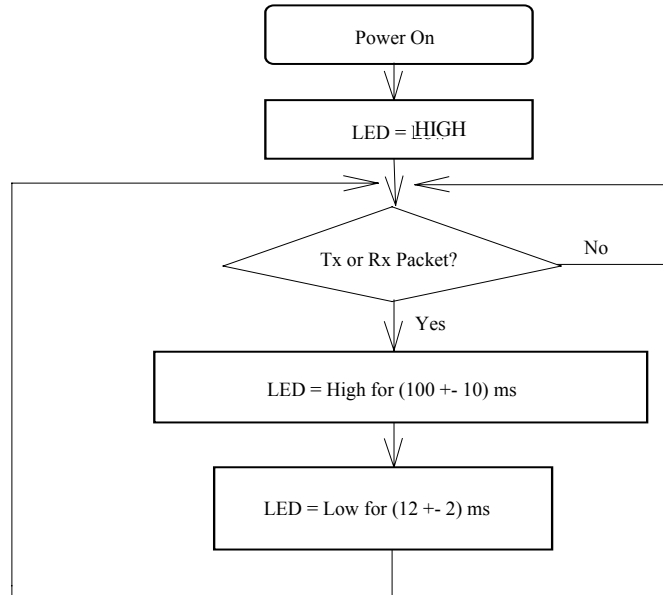 Power On
LED = HIGH
Tx or Rx Packet?
No
Yes
LED = High for (100 +- 10) ms
LED = Low for (12 +- 2) ms